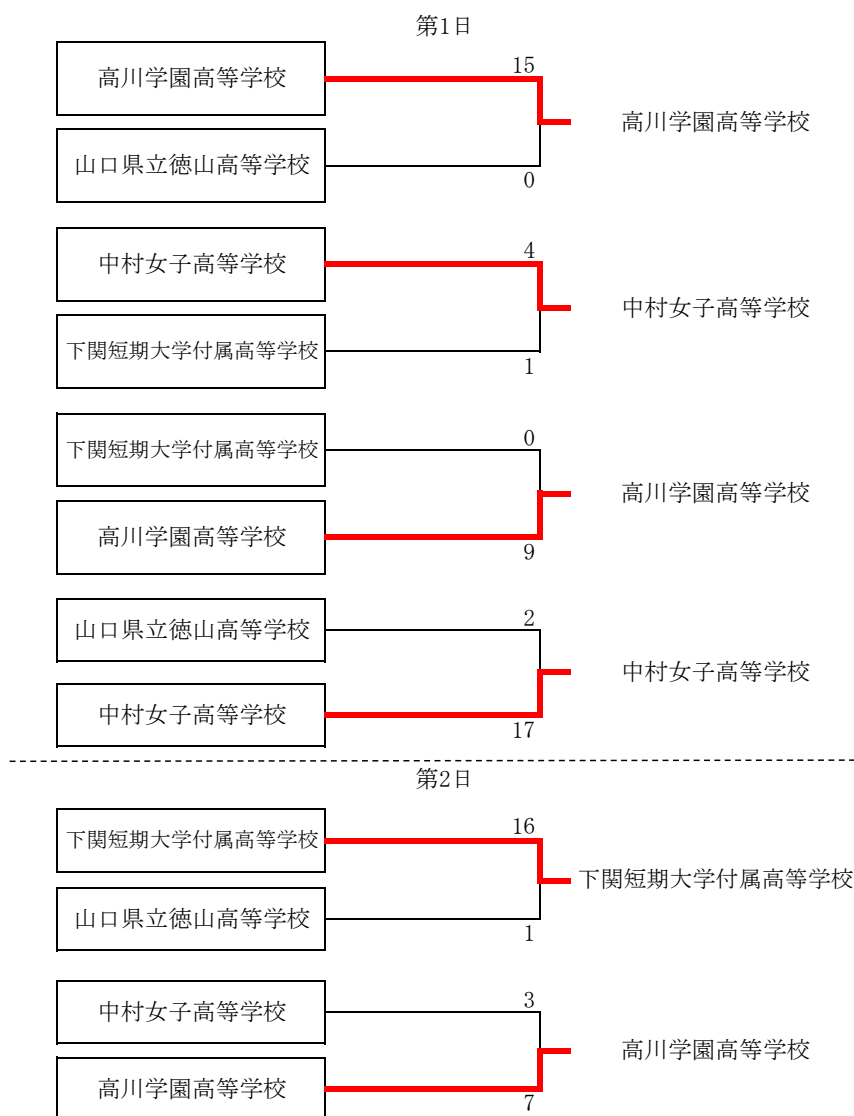 第1日
高川学園高等学校
15
高川学園高等学校
山口県立徳山高等学校
0
中村女子高等学校
4
中村女子高等学校
下関短期大学付属高等学校
1
下関短期大学付属高等学校
0
高川学園高等学校
高川学園高等学校
9
山口県立徳山高等学校
2
中村女子高等学校
中村女子高等学校
17
第2日
下関短期大学付属高等学校
16
下関短期大学付属高等学校
山口県立徳山高等学校
1
中村女子高等学校
3
高川学園高等学校
高川学園高等学校
7